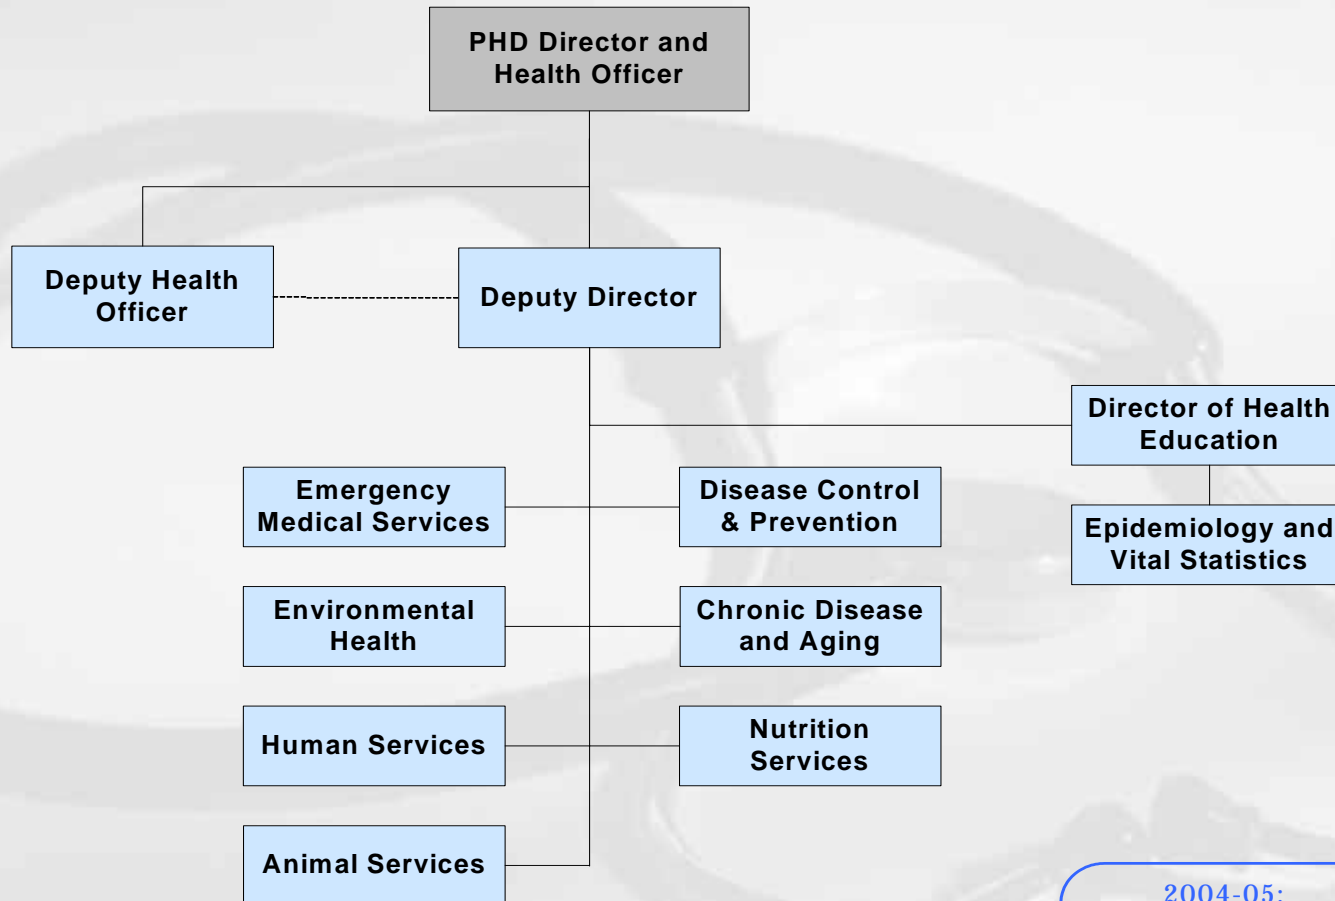 PHD Director and
Health Officer
Deputy Health
Officer
Deputy Director
Director of Health
Education
Emergency
Medical Services
Disease Control
& Prevention
Epidemiology and
Vital Statistics
Environmental
Health
Chronic Disease
and Aging
Human Services
Nutrition
Services
Animal Services
2004-05: